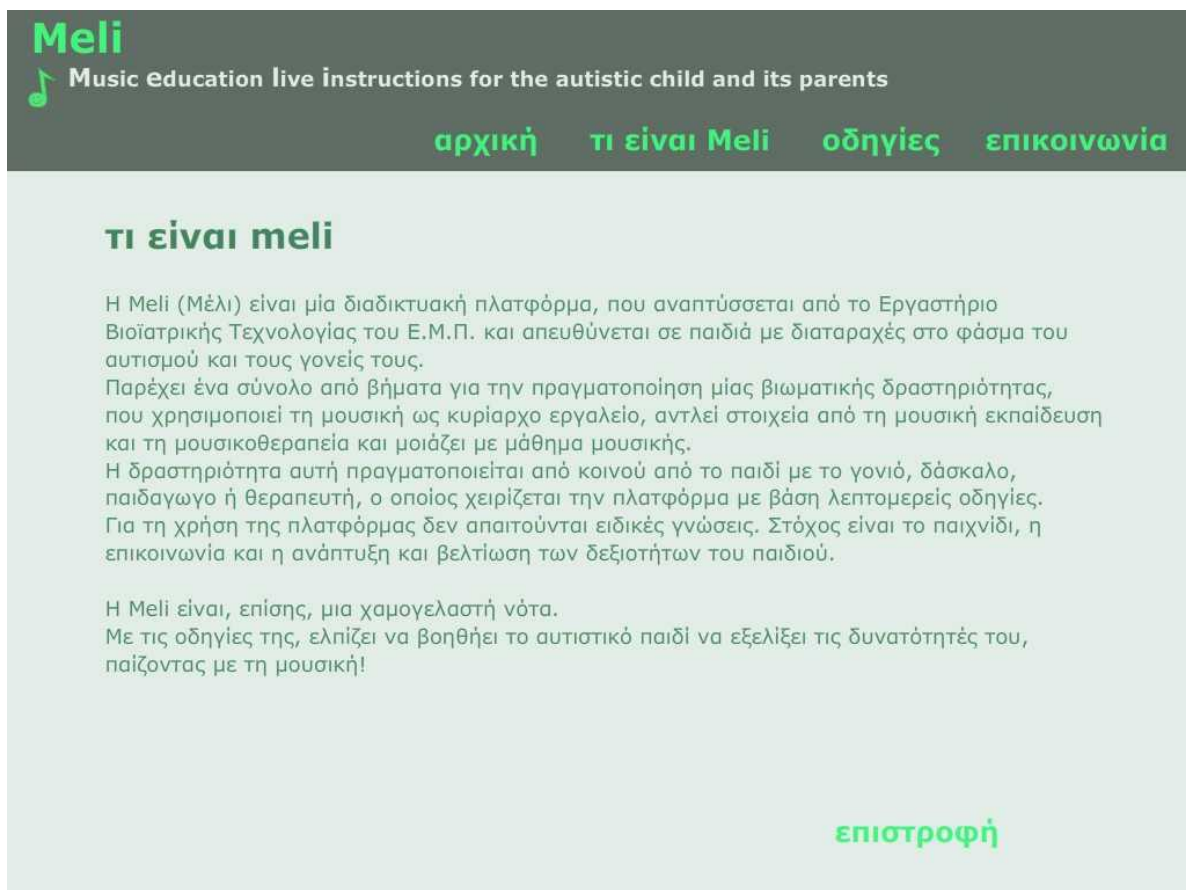 Meli
Music education live instructions for the autistic child and its parents
αρχική τι είναι Meli οδηγίες επικοινωνία
τι είναι meli
Η Meli (Μέλι) είναι μία διαδικτυακή πλατφόρμα, που αναπτύσσεται από το Εργαστήριο
Βιοϊατρικής Τεχνολογίας του Ε.Μ.Π. και απευθύνεται σε παιδιά με διαταραχές στο φάσμα του
αυτισμού και τους γονείς τους.
Παρέχει ένα σύνολο από βήματα για την πραγματοποίηση μίας βιωματικής δραστηριότητας,
που χρησιμοποιεί τη μουσική ως κυρίαρχο εργαλείο, αντλεί στοιχεία από τη μουσική εκπαίδευση
και τη μουσικοθεραπεία και μοιάζει με μάθημα μουσικής.
Η δραστηριότητα αυτή πραγματοποιείται από κοινού από το παιδί με το γονιό, δάσκαλο,
παιδαγωγο ή θεραπευτή, ο οποίος χειρίζεται την πλατφόρμα με βάση λεπτομερείς οδηγίες.
Για τη χρήση της πλατφόρμας δεν απαιτούνται ειδικές γνώσεις. Στόχος είναι το παιχνίδι, η
επικοινωνία και η ανάπτυξη και βελτίωση των δεξιοτήτων του παιδιού.
Η Meli είναι, επίσης, μια χαμογελαστή νότα.
Με τις οδηγίες της, ελπίζει να βοηθήει το αυτιστικό παιδί να εξελίξει τις δυνατότητές του,
παίζοντας με τη μουσική!
επιστροφή